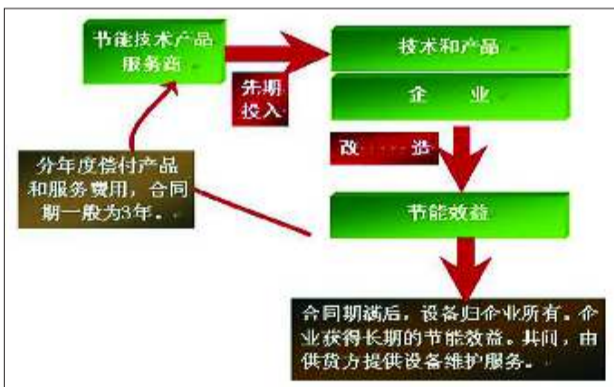 节能技术产品
服务商
先期
投入
技术和产品
企 业
改······造
分年度偿付产品
和服务费用，合同
期一般为3年。
节能效益
合同期满后，设备归企业所有。企
业获得长期的节能效益。其间，由
供货方提供设备维护服务。